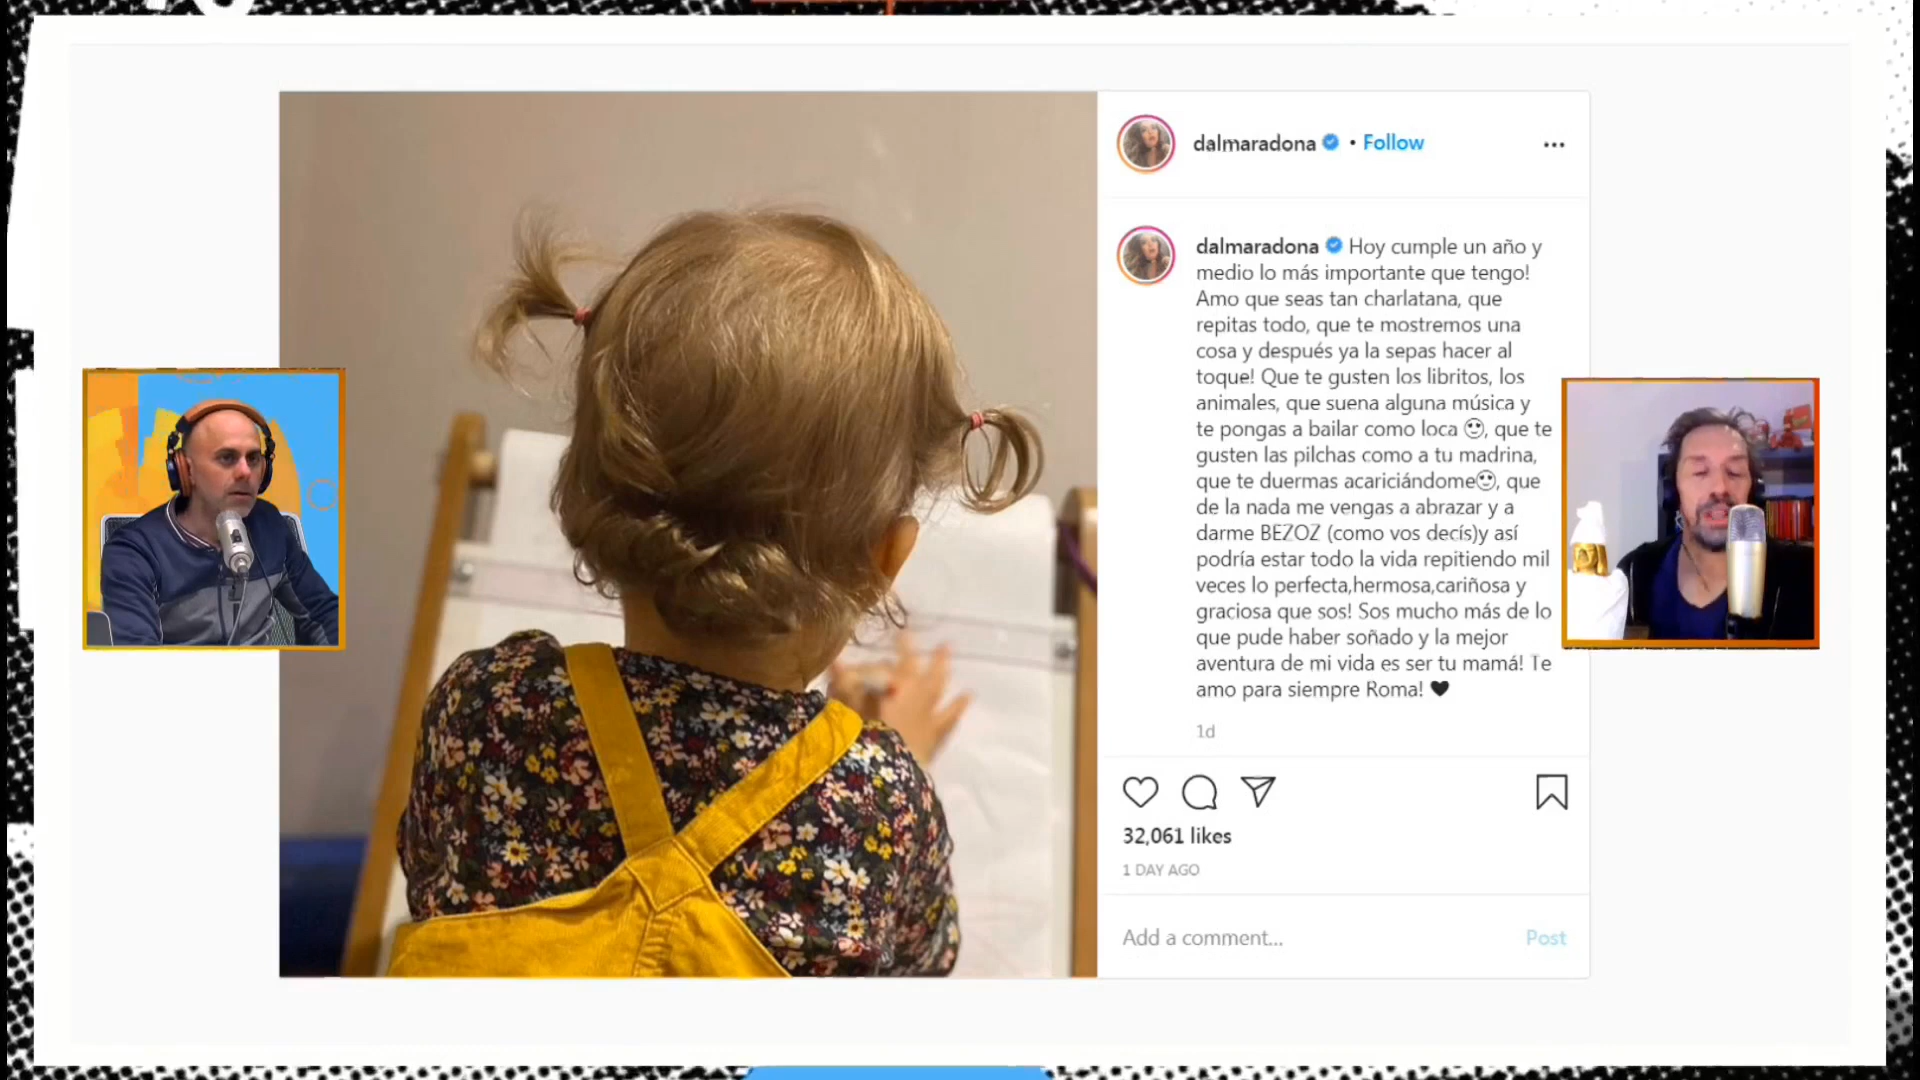 dalmaradona • Follow
dalmaradona Hoy cumple un año y
medio lo más importante que tengo!
Amo que seas tan charlatana, que
repitas todo, que te mostremos una
cosa y después ya la sepas hacer al
toque! Que te gusten los libritos, los
animales, que suena alguna música y
te pongas a bailar como loca 🥰, que te
gusten las pilchas como a tu madrina,
que te duermas acariciándome🥰, que
de la nada me vengas a abrazar y a
darme BEZOZ (como vos decís)y así
podría estar todo la vida repitiendo mil
veces lo perfecta,hermosa,cariñosa y
graciosa que sos! Sos mucho más de lo
que pude haber soñado y la mejor
aventura de mi vida es ser tu mamá! Te
amo para siempre Roma! 🖤
1d
32,061 likes
1 DAY AGO
Add a comment... Post